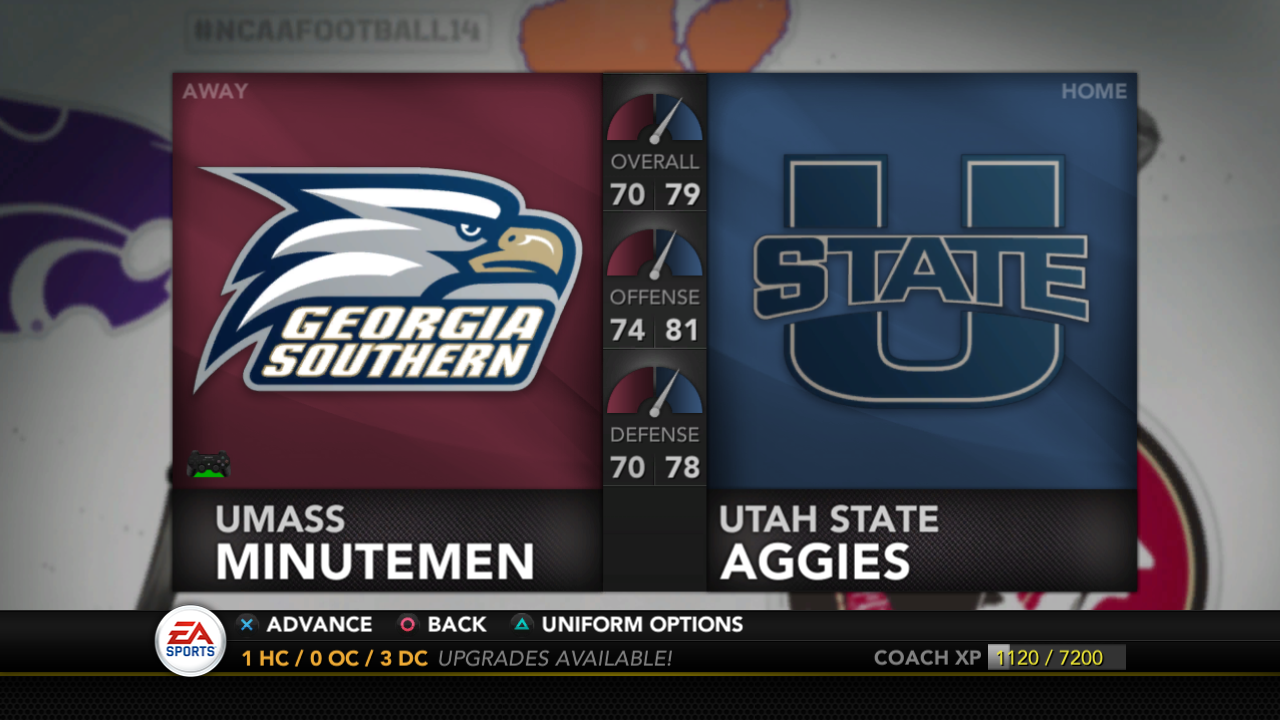 #NCAAFOOTBALL14
AWAY
HOME
GEORGIA
SOUTHERN
U
STATE
OVERALL
70 79
OFFENSE
74 81
DEFENSE
70 78
UMASS
MINUTEMEN
UTAH STATE
AGGIES
EA
SPORTS
ADVANCE BACK UNIFORM OPTIONS
1 HC / 0 OC / 3 DC UPGRADES AVAILABLE!
COACH XP 1120 / 7200